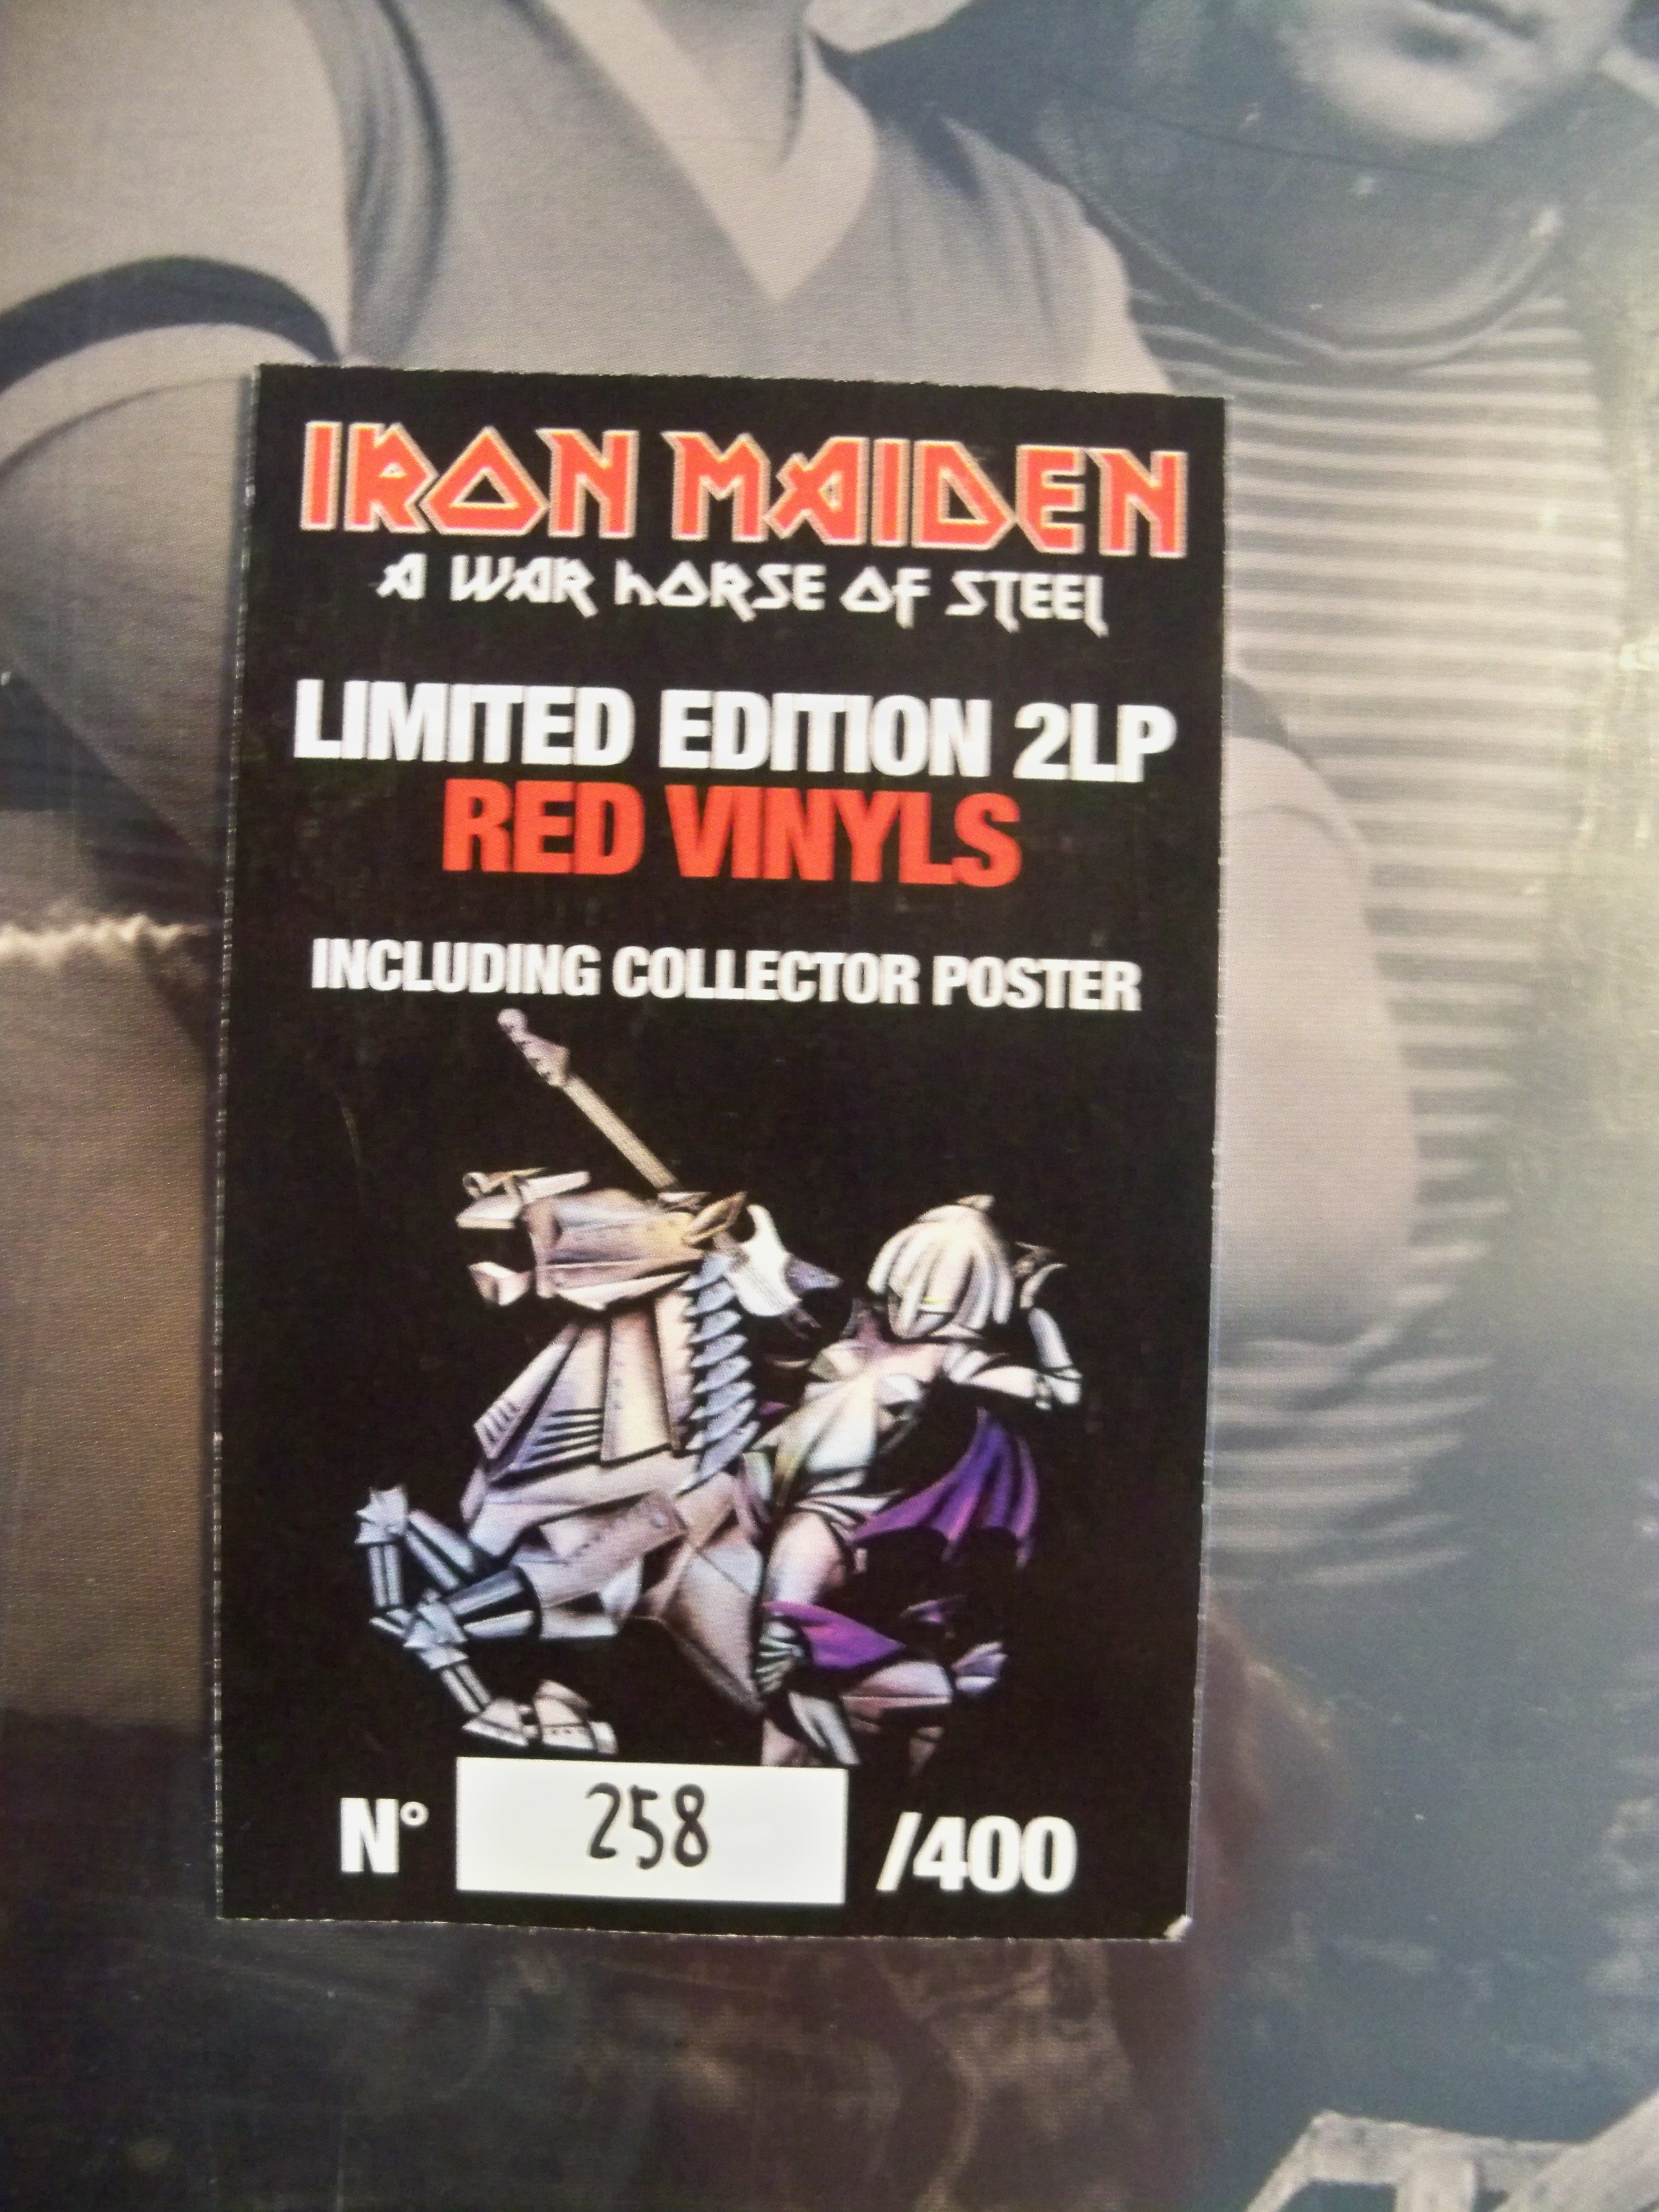 IRON MAIDEN
A WAR hORSE OF STEEL
LIMITED EDITION 2LP
RED VINYLS
INCLUDING COLLECTOR POSTER
N° 258 /400